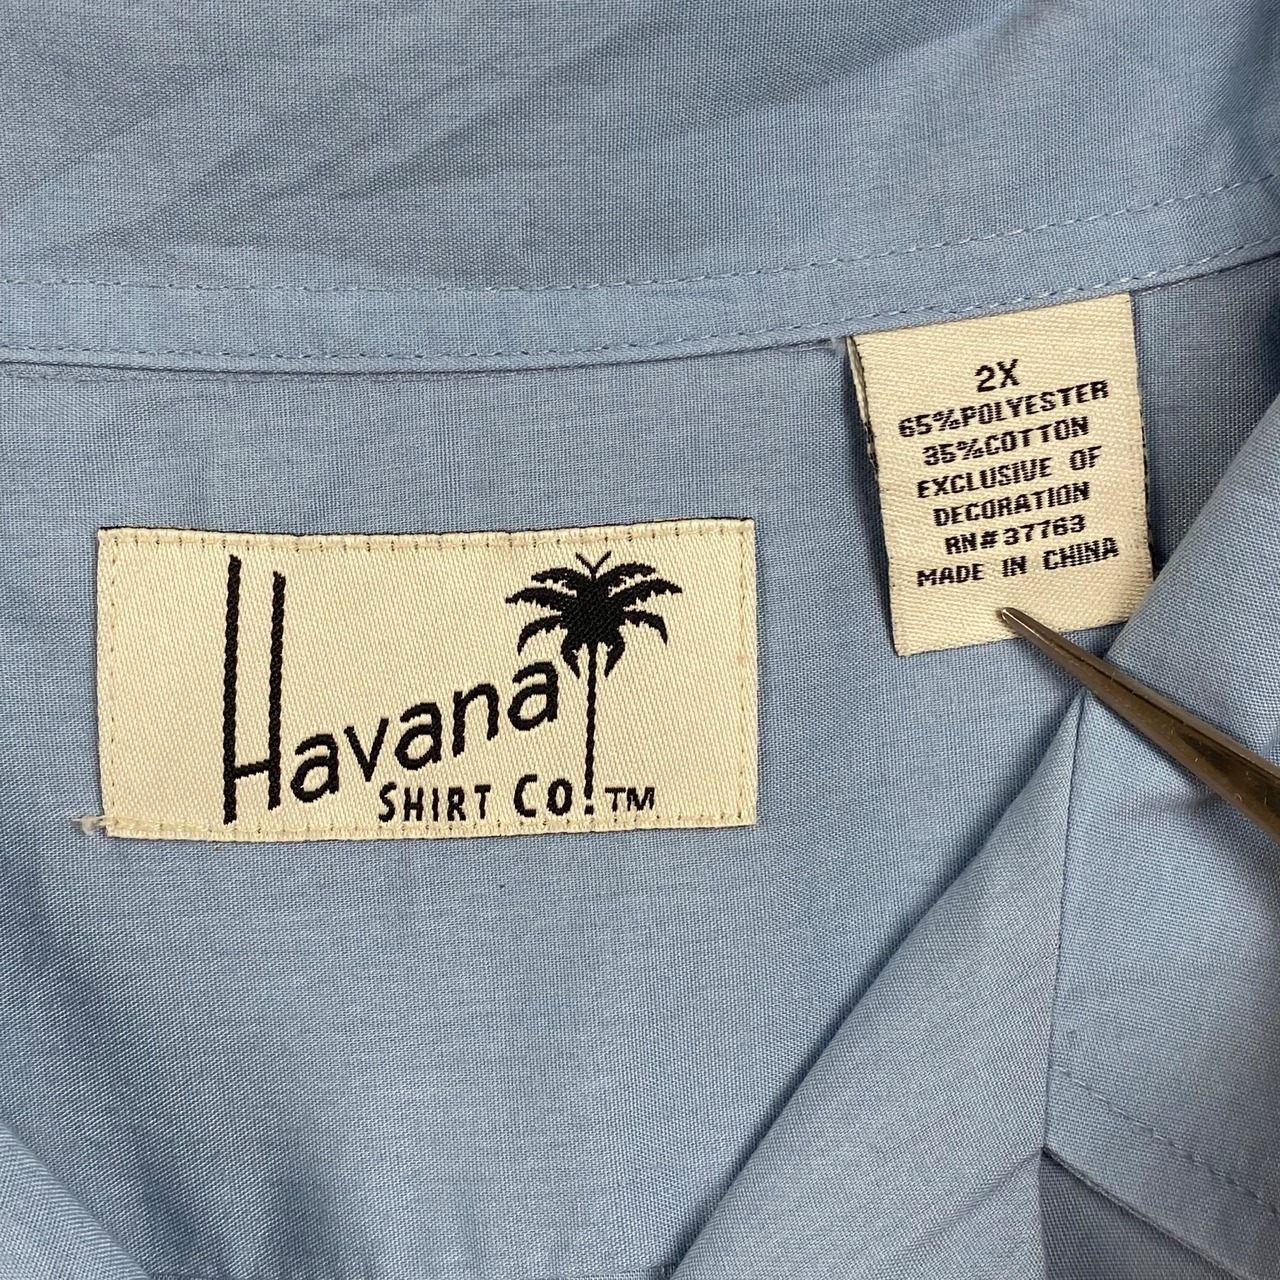 Havana
SHIRT CO. TM
2X
65%POLYESTER
35%COTTON
EXCLUSIVE OF
DECORATION
RN#37763
MADE IN CHINA